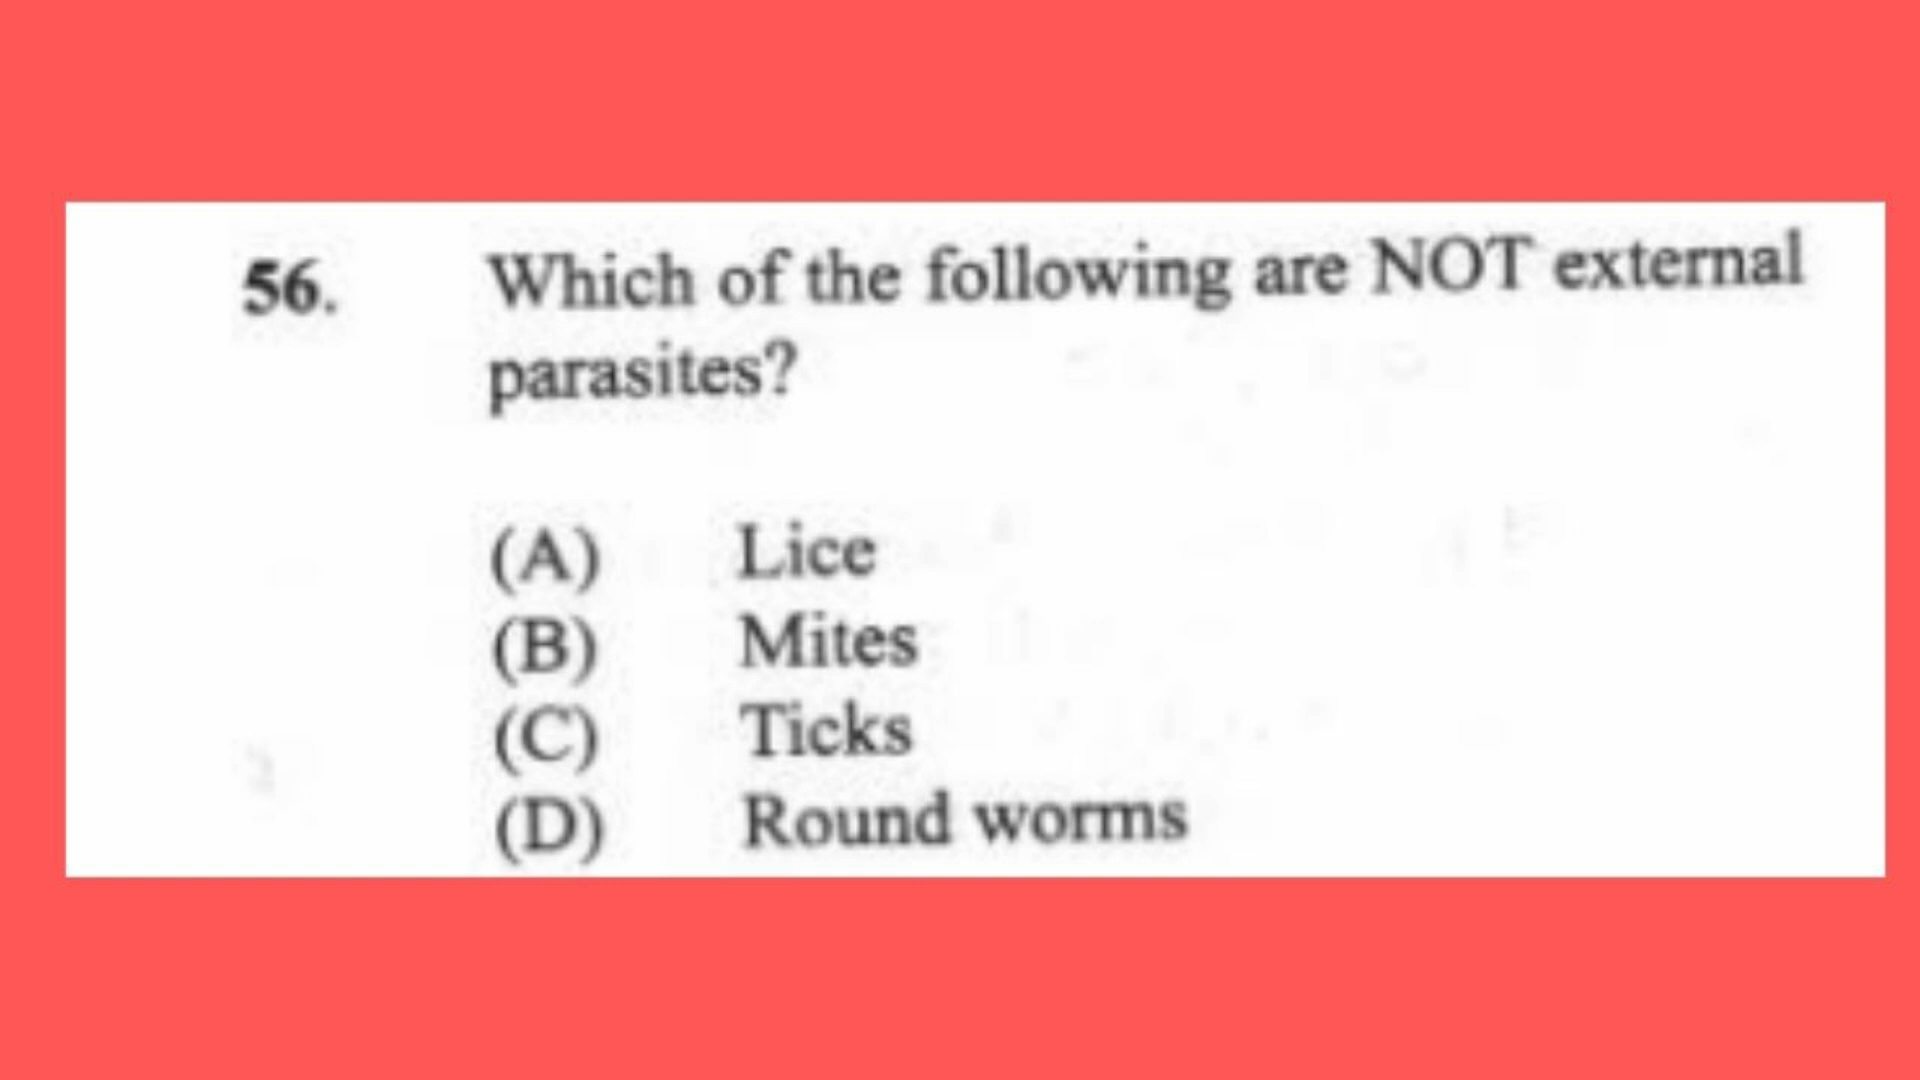 56. Which of the following are NOT external
parasites?
(A) Lice
(B) Mites
(C) Ticks
(D) Round worms